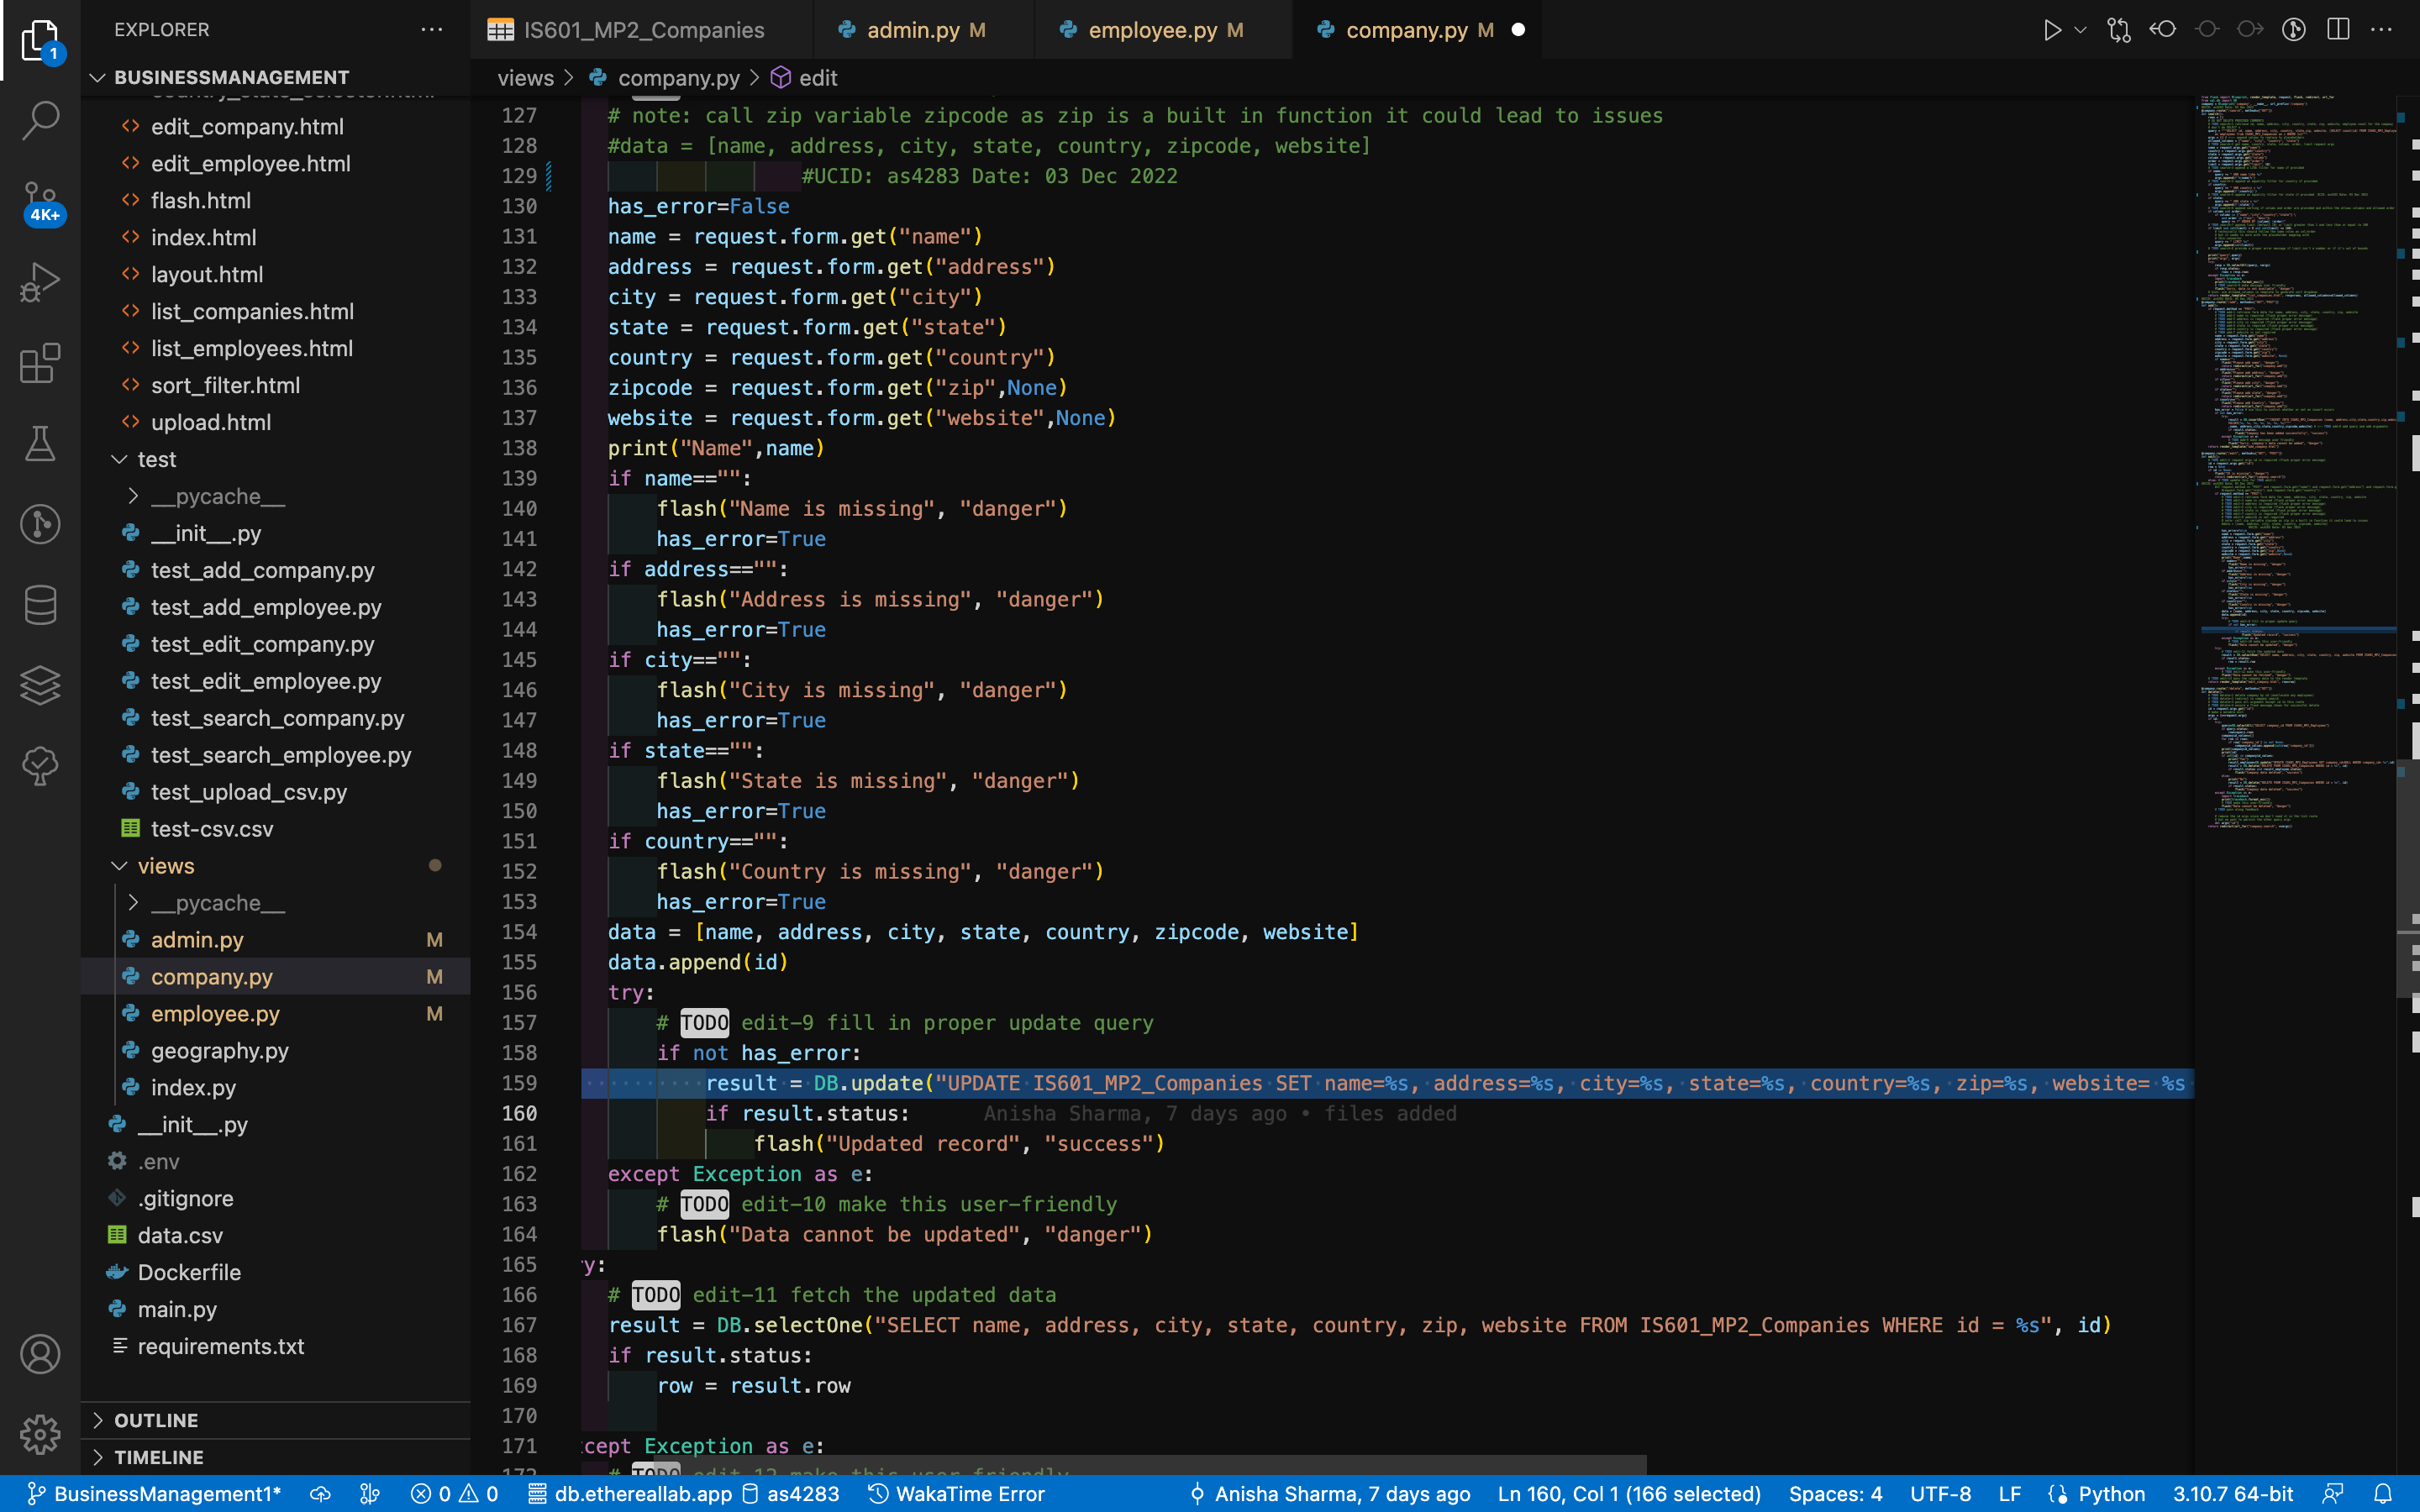 EXPLORER
BUSINESSMANAGEMENT
edit_company.html
edit_employee.html
flash.html
index.html
layout.html
list_companies.html
list_employees.html
sort_filter.html
upload.html
test
__pycache__
__init__.py
test_add_company.py
test_add_employee.py
test_edit_company.py
test_edit_employee.py
test_search_company.py
test_search_employee.py
test_upload_csv.py
test-csv.csv
views
__pycache__
admin.py M
company.py M
employee.py M
geography.py
index.py
__init__.py
.env
.gitignore
data.csv
Dockerfile
main.py
requirements.txt
OUTLINE
TIMELINE
1
4K+
IS601_MP2_Companies admin.py M employee.py M company.py M
views > company.py > edit
127 # note: call zip variable zipcode as zip is a built in function it could lead to issues
128 #data = [name, address, city, state, country, zipcode, website]
129 #UCID: as4283 Date: 03 Dec 2022
130 has_error=False
131 name = request.form.get("name")
132 address = request.form.get("address")
133 city = request.form.get("city")
134 state = request.form.get("state")
135 country = request.form.get("country")
136 zipcode = request.form.get("zip",None)
137 website = request.form.get("website",None)
138 print("Name",name)
139 if name=="":
140 flash("Name is missing", "danger")
141 has_error=True
142 if address=="":
143 flash("Address is missing", "danger")
144 has_error=True
145 if city=="":
146 flash("City is missing", "danger")
147 has_error=True
148 if state=="":
149 flash("State is missing", "danger")
150 has_error=True
151 if country=="":
152 flash("Country is missing", "danger")
153 has_error=True
154 data = [name, address, city, state, country, zipcode, website]
155 data.append(id)
156 try:
157 # TODO edit-9 fill in proper update query
158 if not has_error:
159 result = DB.update("UPDATE IS601_MP2_Companies SET name=%s, address=%s, city=%s, state=%s, country=%s, zip=%s, website= %s
160 if result.status: Anisha Sharma, 7 days ago • files added
161 flash("Updated record", "success")
162 except Exception as e:
163 # TODO edit-10 make this user-friendly
164 flash("Data cannot be updated", "danger")
165 ry:
166 # TODO edit-11 fetch the updated data
167 result = DB.selectOne("SELECT name, address, city, state, country, zip, website FROM IS601_MP2_Companies WHERE id = %s", id)
168 if result.status:
169 row = result.row
170
171 cept Exception as e:
172 # TODO edit-12 make this user-friendly
BusinessManagement1* 0 0 db.ethereallab.app as4283 WakaTime Error Anisha Sharma, 7 days ago Ln 160, Col 1 (166 selected) Spaces: 4 UTF-8 LF Python 3.10.7 64-bit